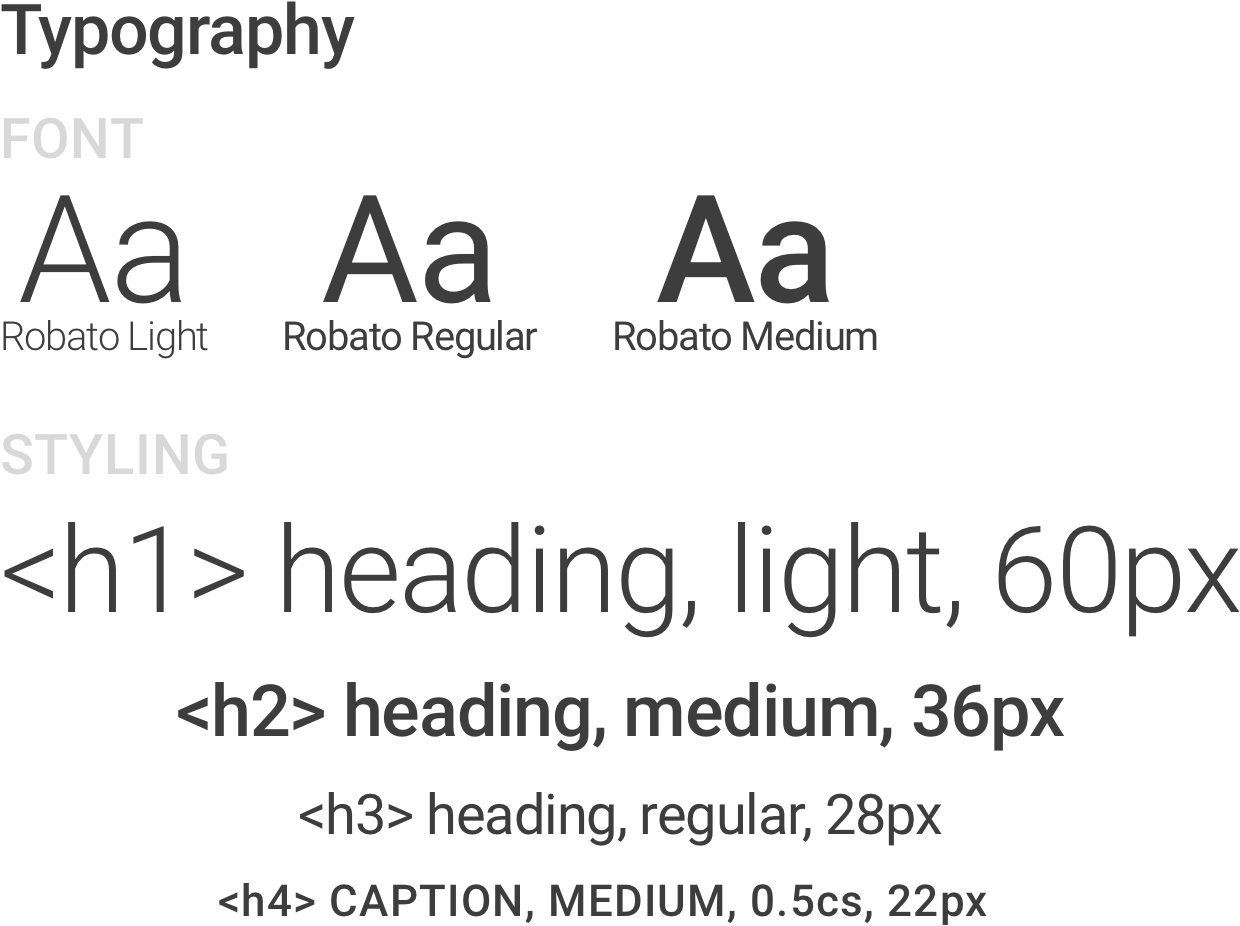 Typography
FONT
Aa Aa Aa
Robato Light Robato Regular Robato Medium
STYLING
<h1> heading, light, 60px
<h2> heading, medium, 36px
<h3> heading, regular, 28px
<h4> CAPTION, MEDIUM, 0.5cs, 22px